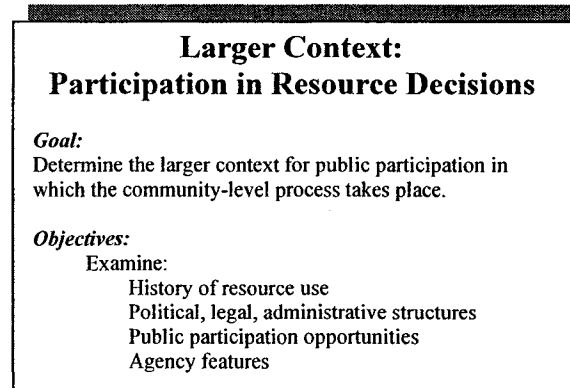 Larger Context:
Participation in Resource Decisions
Goal:
Determine the larger context for public participation in
which the community-level process takes place.
Objectives:
Examine:
History of resource use
Political, legal, administrative structures
Public participation opportunities
Agency features